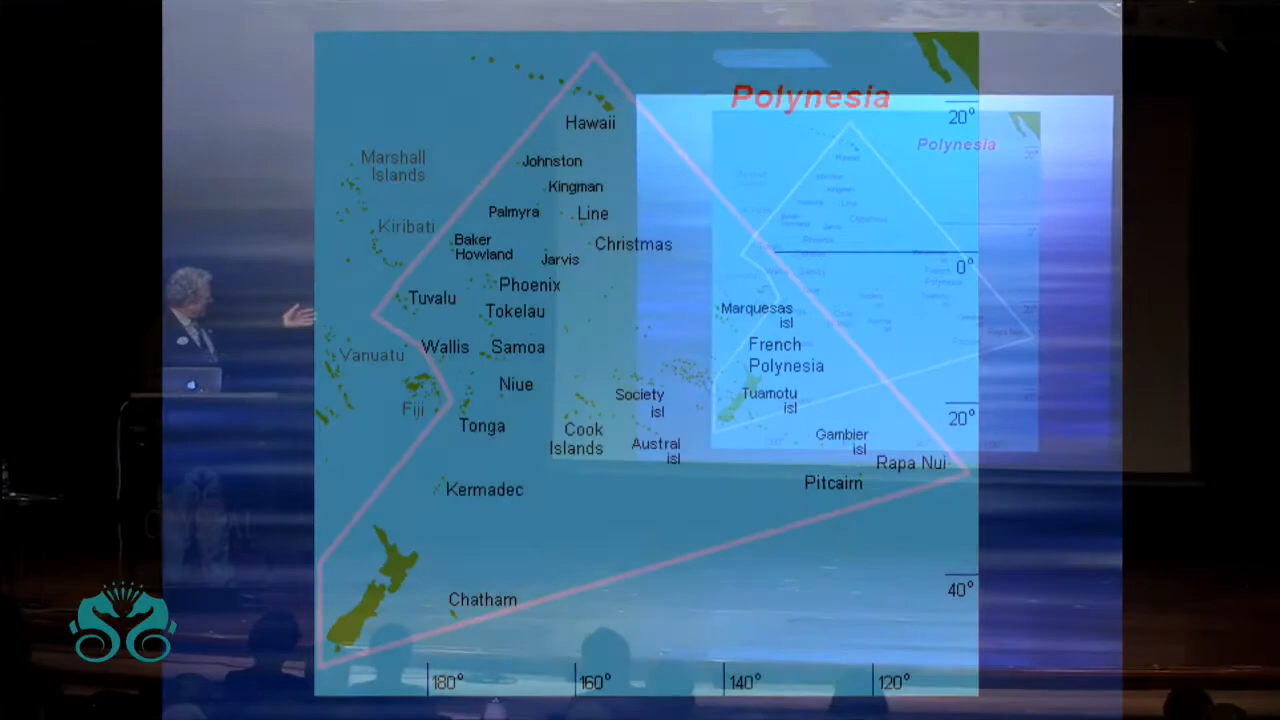 Polynesia
20°
Hawaii
Polynesia
Johnston
Marshall
Islands
Kingman
Palmyra
Line
Kiribati
Baker
Howland
Christmas
Jarvis
0°
Phoenix
Tuvalu
Tokelau
Marquesas
isl
Vanuatu
Wallis
Samoa
French
Polynesia
Niue
Society
isl
Tuamotu
isl
Fiji
20°
Tonga
Cook
Islands
Austral
isl
Gambier
isl
Rapa Nui
Pitcairn
Kermadec
40°
Chatham
180°
160°
140°
120°